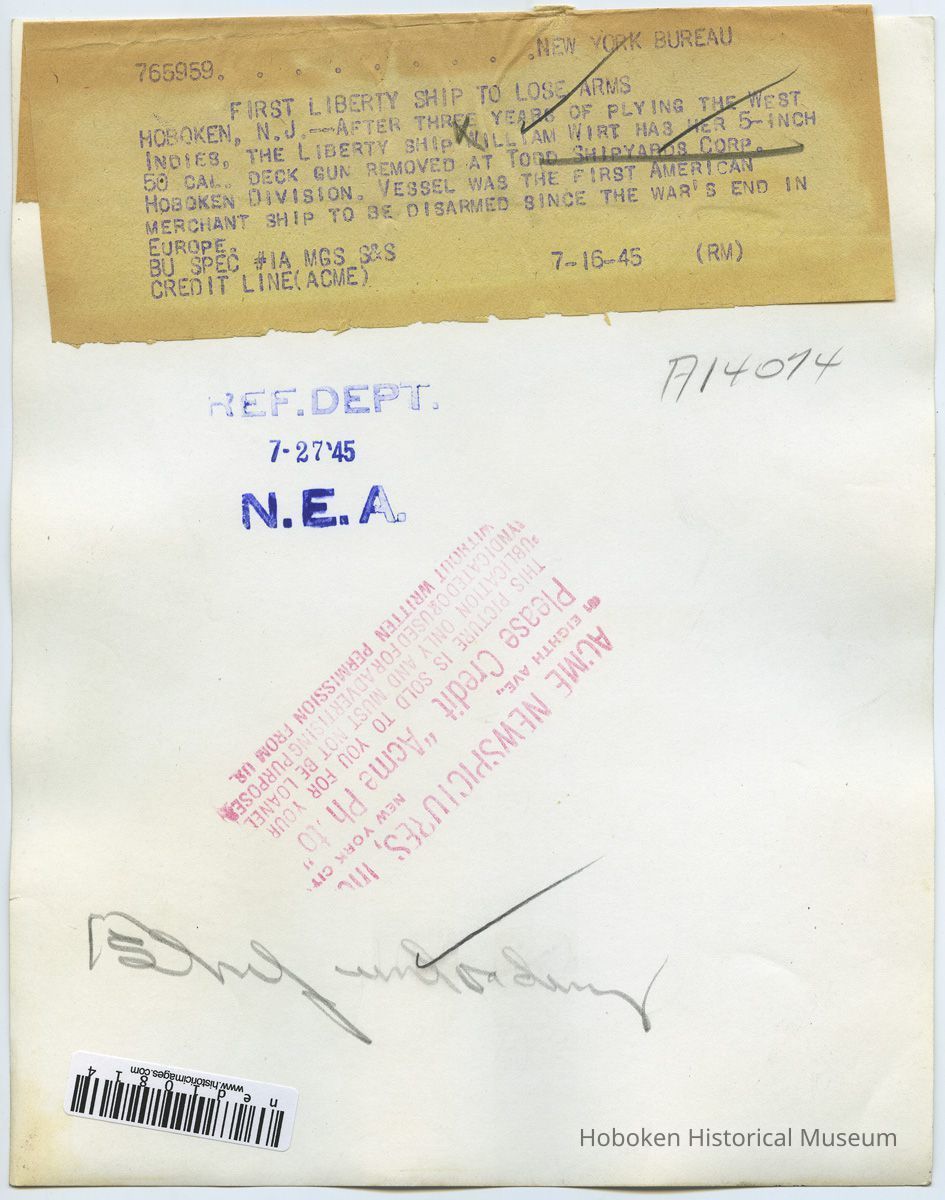 765959. . . . . . . . . .NEW YORK BUREAU
FIRST LIBERTY SHIP TO LOSE ARMS
HOBOKEN, N.J.--AFTER THREE YEARS OF PLYING THE WEST
INDIES, THE LIBERTY SHIP WILLIAM WIRT HAS HER 5-INCH
50 CAL. DECK GUN REMOVED AT TODD SHIPYARDS CORP.
HOBOKEN DIVISION. VESSEL WAS THE FIRST AMERICAN
MERCHANT SHIP TO BE DISARMED SINCE THE WAR'S END IN
EUROPE.
BU SPEC #1A MGS S&S 7-16-45 (RM)
CREDIT LINE(ACME)
A14074
REF.DEPT.
7-27'45
N.E.A.
ACME NEWSPICTURES, INC
EIGHTH AVE., NEW YORK CIT
Please Credit "Acme Ph to"
THIS PICTURE IS SOLD TO YOU FOR YOUR
PUBLICATION ONLY AND MUST NOT BE LOANED
SYNDICATED OR USED FOR ADVERTISING PURPOSES
WITHOUT WRITTEN PERMISSION FROM US.
www.historicimages.com
ned10814
Hoboken Historical Museum